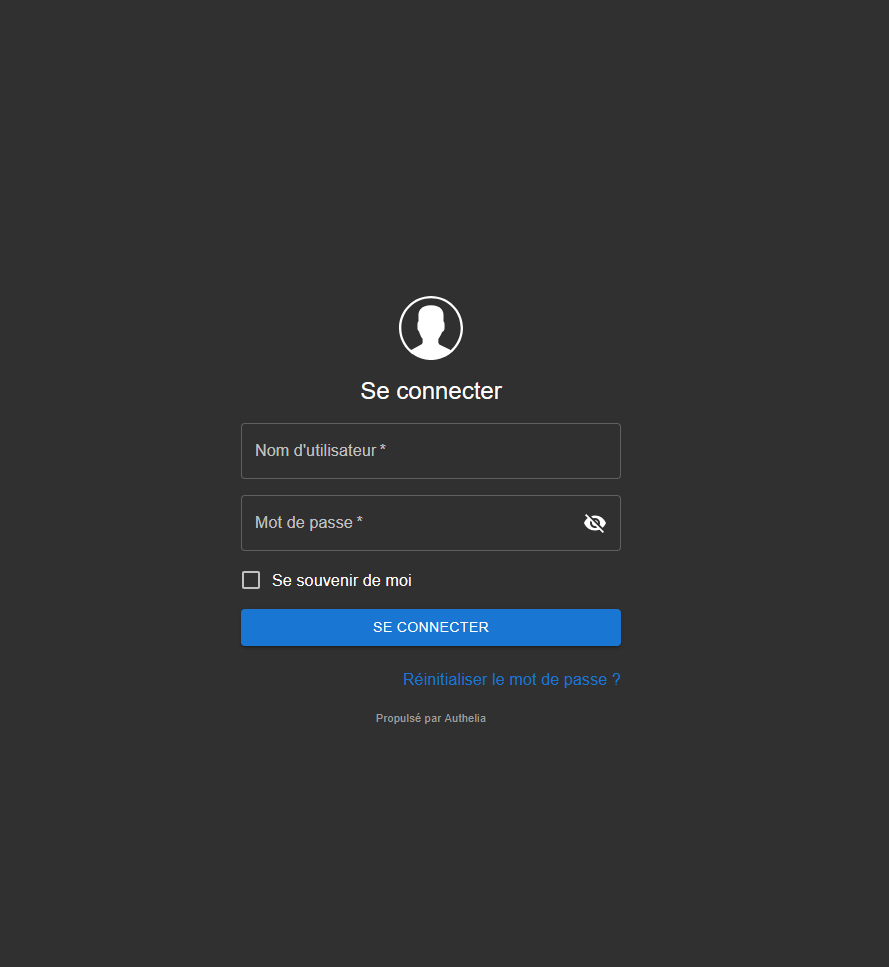 Se connecter
Nom d'utilisateur *
Mot de passe *
Se souvenir de moi
SE CONNECTER
Réinitialiser le mot de passe ?
Propulsé par Authelia